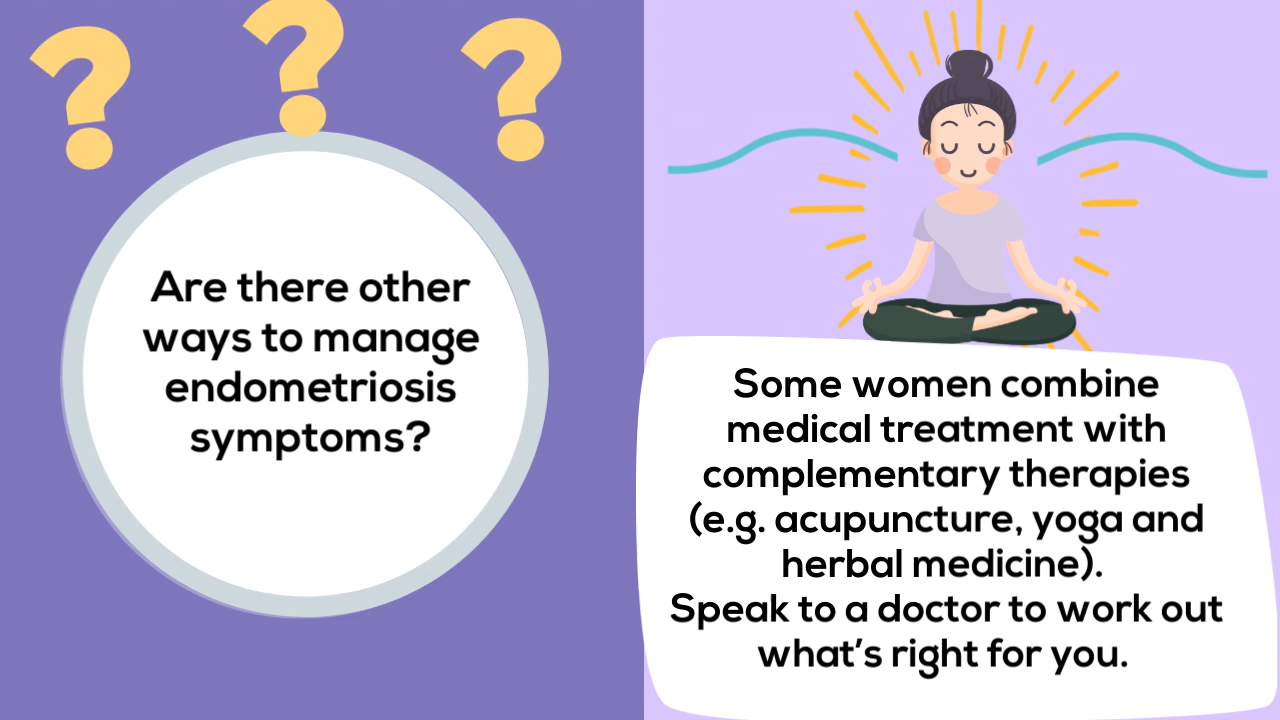 Are there other
ways to manage
endometriosis
symptoms?
Some women combine
medical treatment with
complementary therapies
(e.g. acupuncture, yoga and
herbal medicine).
Speak to a doctor to work out
what's right for you.